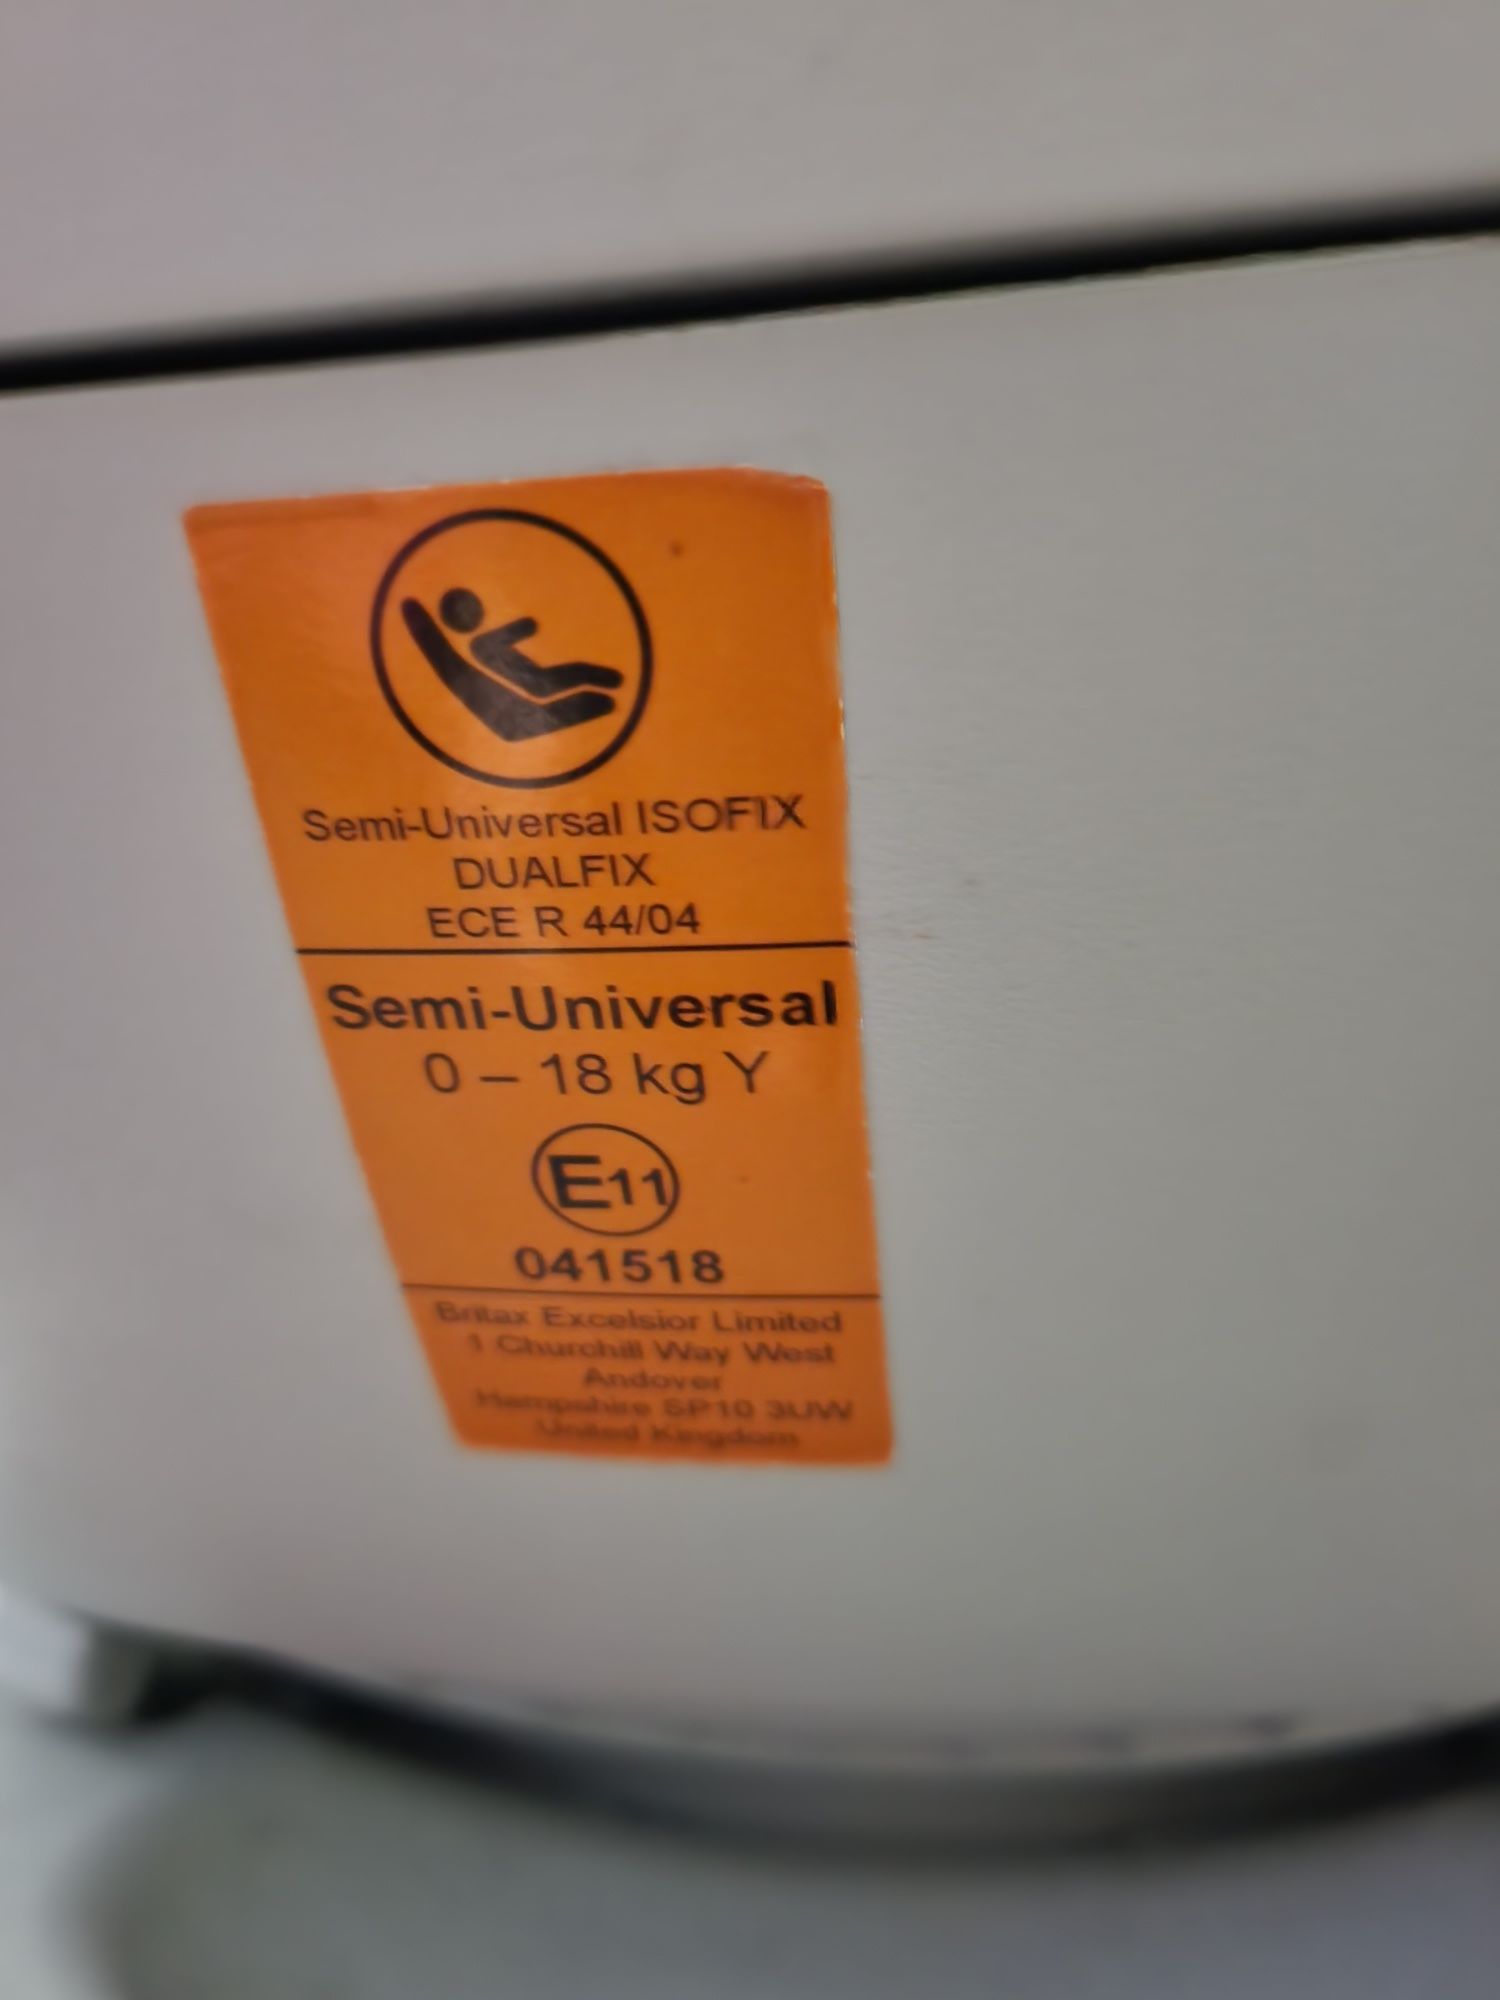 Semi-Universal ISOFIX
DUALFIX
ECE R 44/04
Semi-Universal
0 – 18 kg Y
E11
041518
Britax Excelsior Limited
1 Churchill Way West
Andover
Hampshire SP10 3UW
United Kingdom